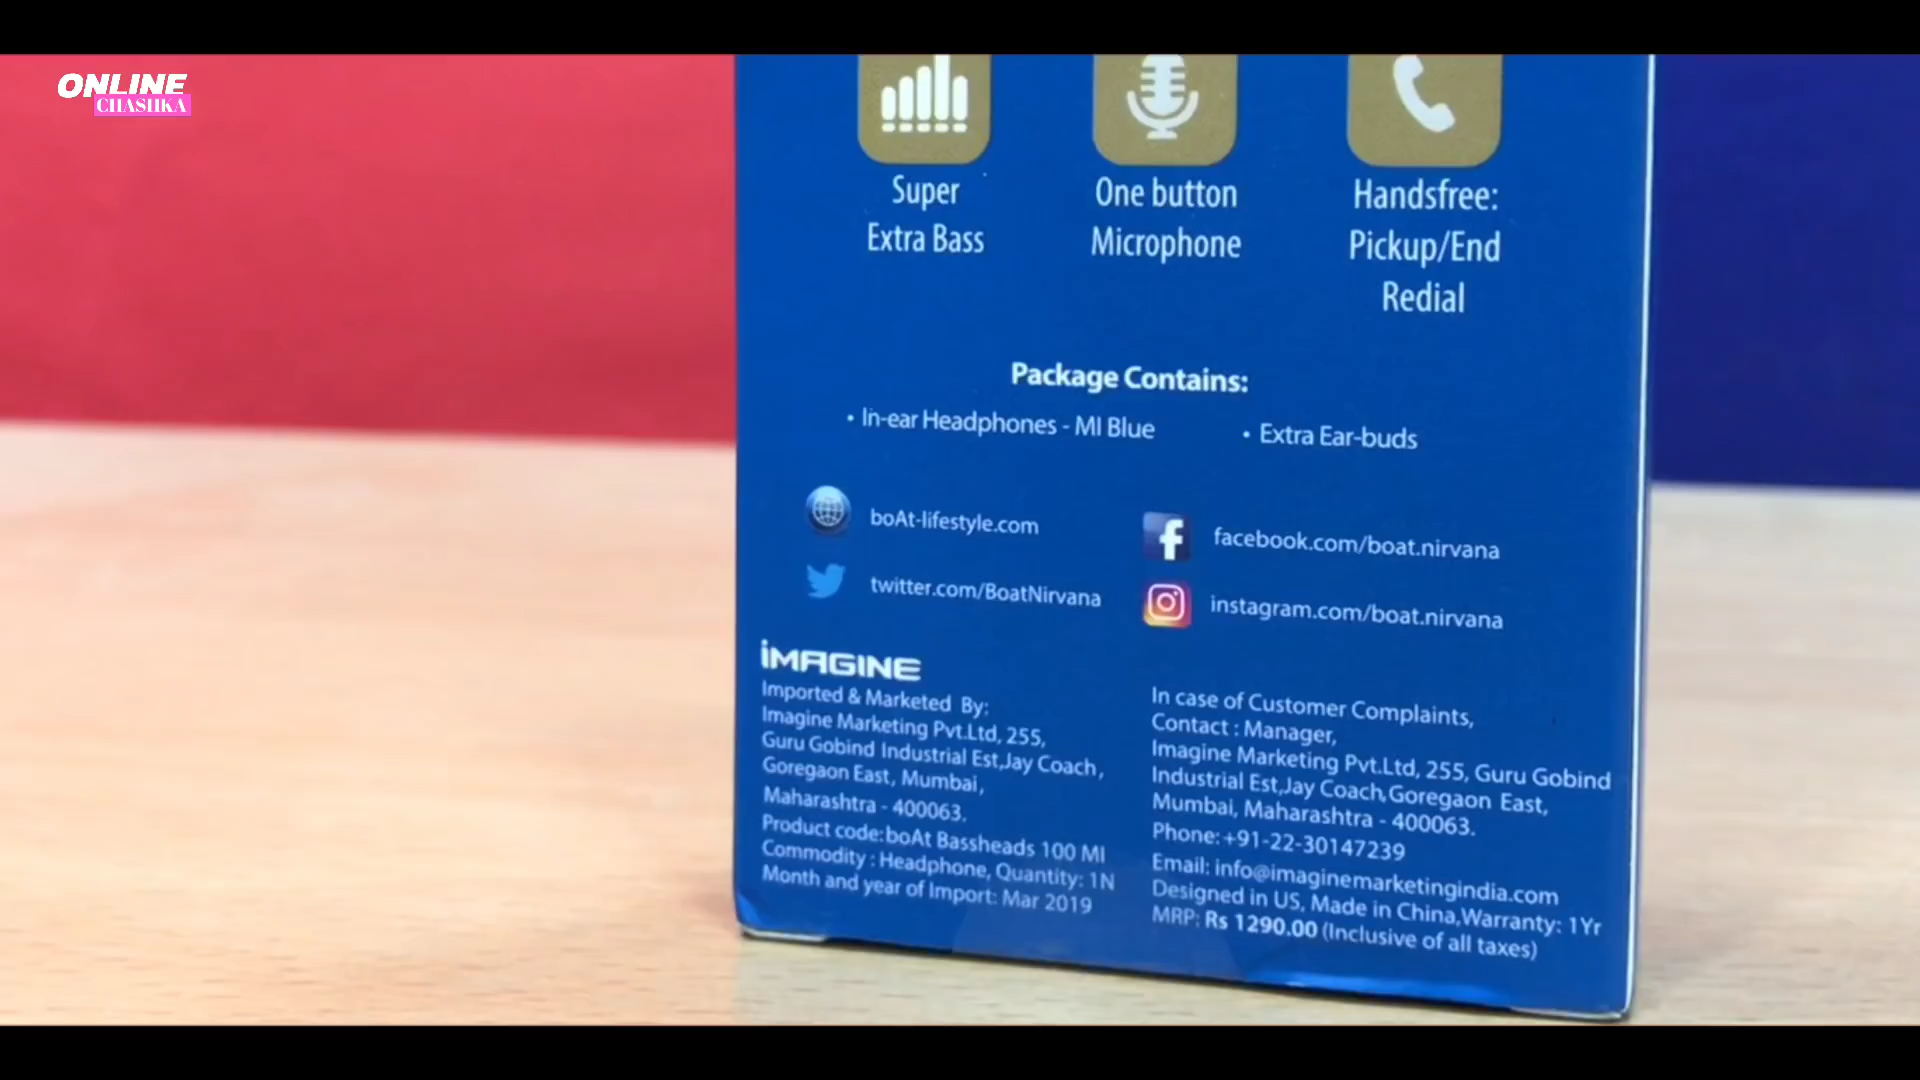 ONLINE
CHASHKA
Super
Extra Bass
One button
Microphone
Handsfree:
Pickup/End
Redial
Package Contains:
• In-ear Headphones - MI Blue
• Extra Ear-buds
boAt-lifestyle.com
facebook.com/boat.nirvana
twitter.com/BoatNirvana
instagram.com/boat.nirvana
iMAGINE
Imported & Marketed By:
Imagine Marketing Pvt.Ltd, 255,
Guru Gobind Industrial Est,Jay Coach,
Goregaon East, Mumbai,
Maharashtra - 400063.
Product code:boAt Bassheads 100 MI
Commodity : Headphone, Quantity: 1N
Month and year of Import: Mar 2019
In case of Customer Complaints,
Contact : Manager,
Imagine Marketing Pvt.Ltd, 255, Guru Gobind
Industrial Est,Jay Coach,Goregaon East,
Mumbai, Maharashtra - 400063.
Phone: +91-22-30147239
Email: info@imaginemarketingindia.com
Designed in US, Made in China,Warranty: 1Yr
MRP: Rs 1290.00 (Inclusive of all taxes)